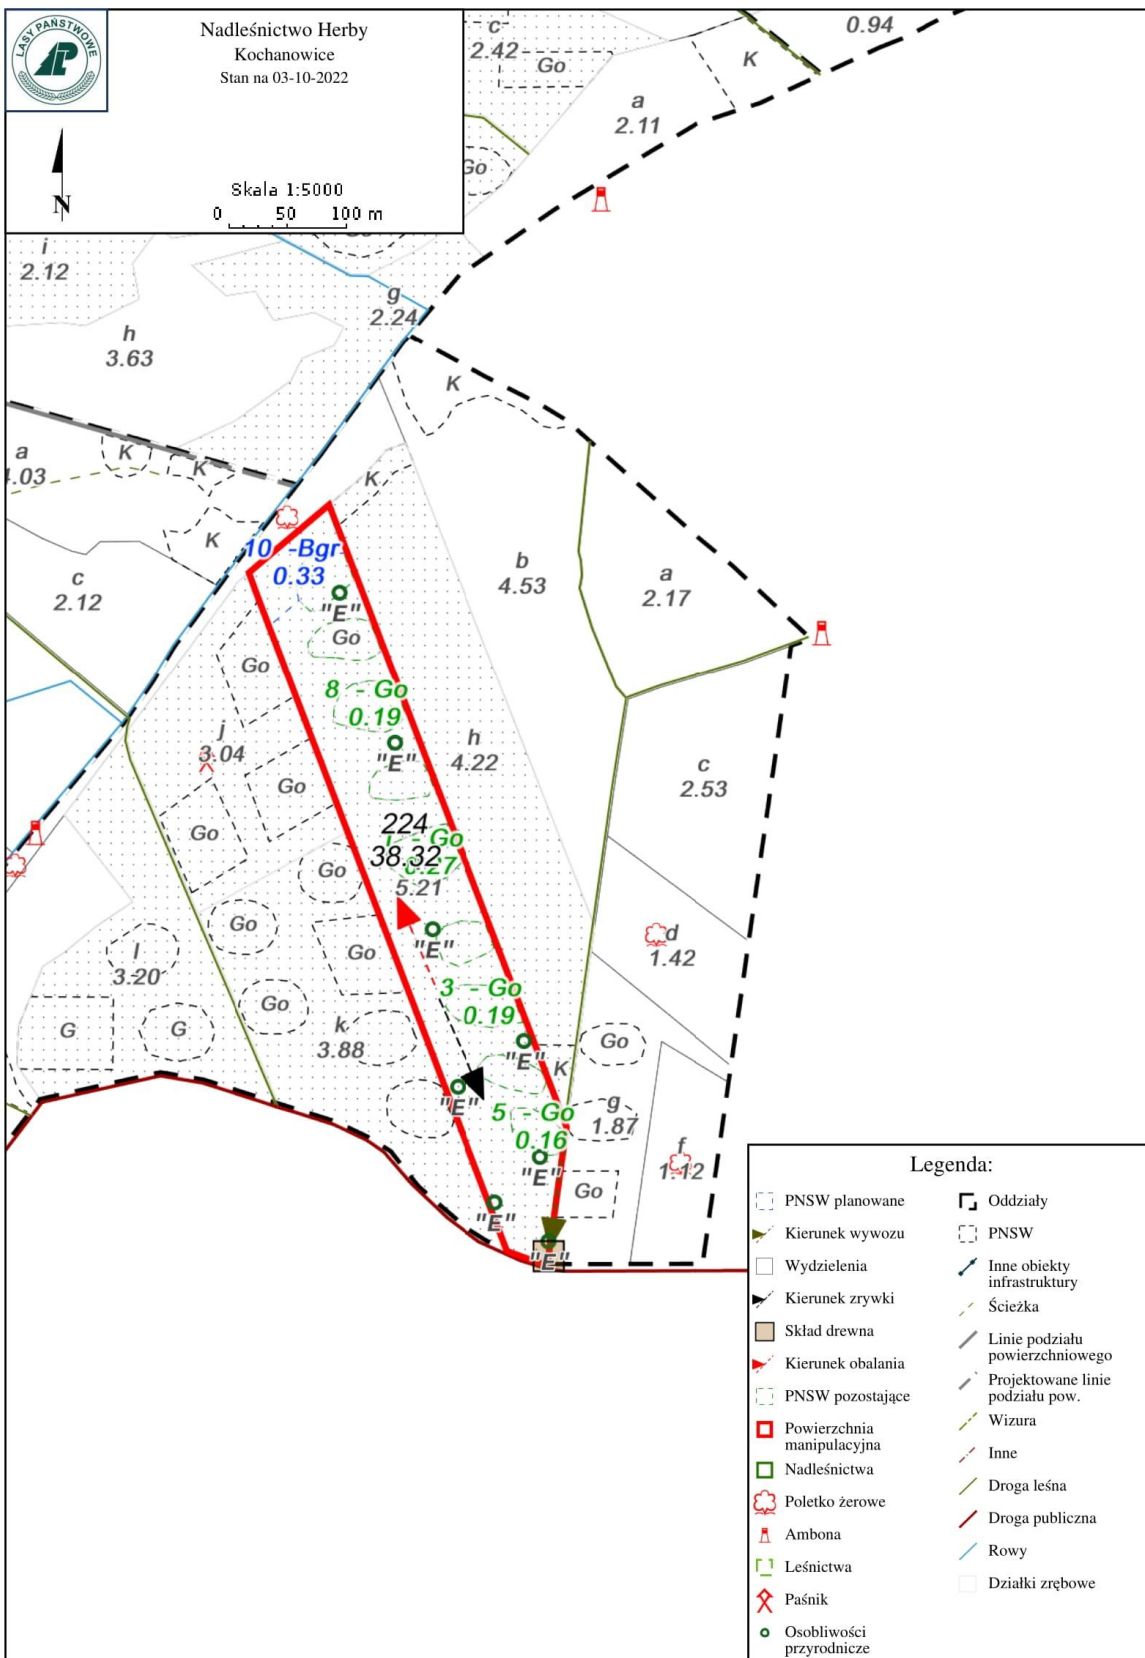 LASY PAŃSTWOWE
Nadleśnictwo Herby
Kochanowice
Stan na 03-10-2022
N
Skala 1:5000
0 50 100 m
c
2.42
Go
K
0.94
a
2.11
Go
i
2.12
g
2.24
h
3.63
K
a
K
K
K
K
c
2.12
b
4.53
a
2.17
10 -Bgr
0.33
"E"
Go
Go
8 - Go
0.19
"E"
j
3.04
h
4.22
c
2.53
Go
Go
224
- Go
38.32
5.21
Go
Go
Go
"E"
d
1.42
l
3.20
Go
3 - Go
0.19
G
G
k
3.88
"E"
K
Go
"E"
5 - Go
0.16
g
1.87
"E"
Go
f
1.12
"E"
"E"
Legenda:
PNSW planowane
Kierunek wywozu
Wydzielenia
Kierunek zrywki
Skład drewna
Kierunek obalania
PNSW pozostające
Powierzchnia
manipulacyjna
Nadleśnictwa
Poletko żerowe
Ambona
Leśnictwa
Paśnik
Osobliwości
przyrodnicze
Oddziały
PNSW
Inne obiekty
infrastruktury
Ścieżka
Linie podziału
powierzchniowego
Projektowane linie
podziału pow.
Wizura
Inne
Droga leśna
Droga publiczna
Rowy
Działki zrębowe